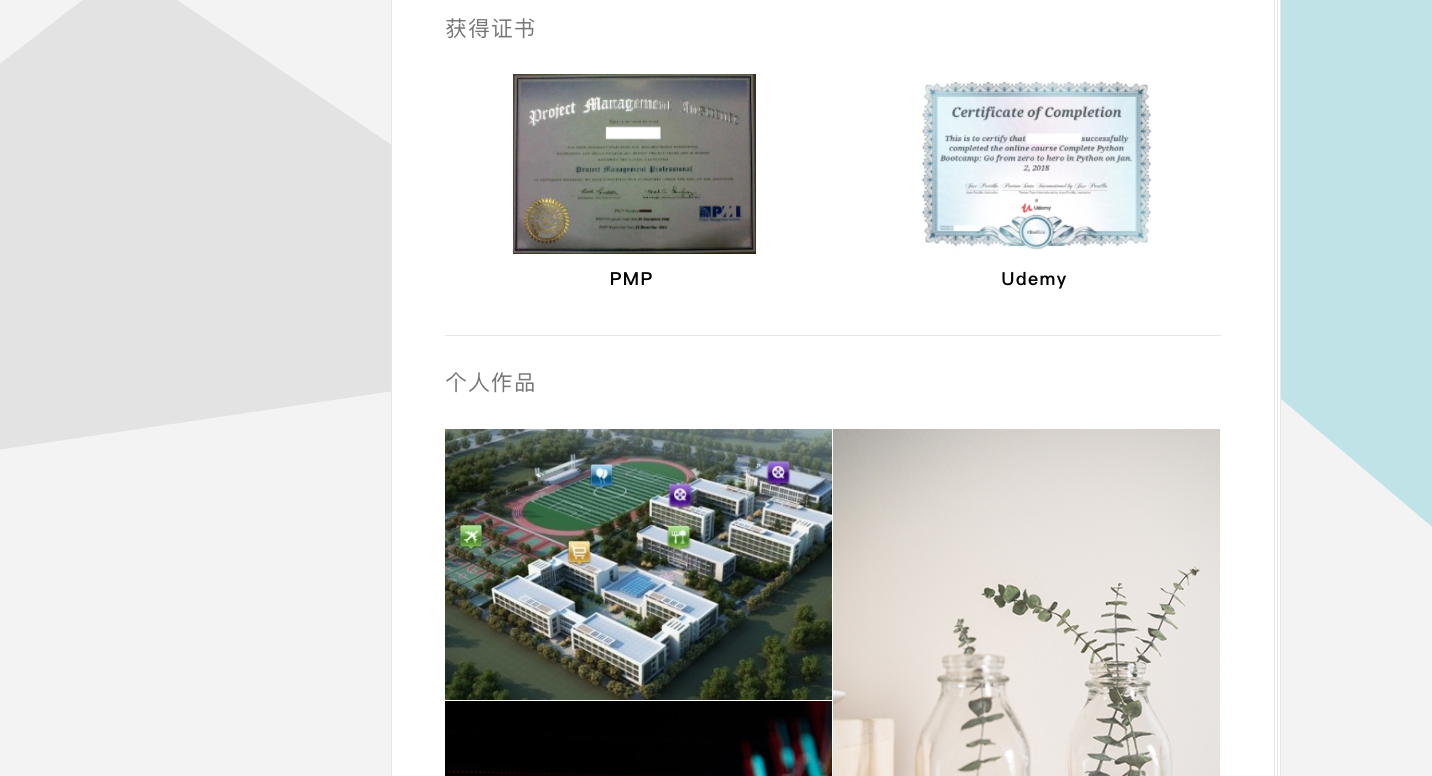 获得证书
Project Management Institute
Project Management Professional
PMI
PMP
Certificate of Completion
This is to certify that successfully
completed the online course Complete Python
Bootcamp: Go from zero to hero in Python on Jan.
2, 2018
Udemy
Udemy
个人作品